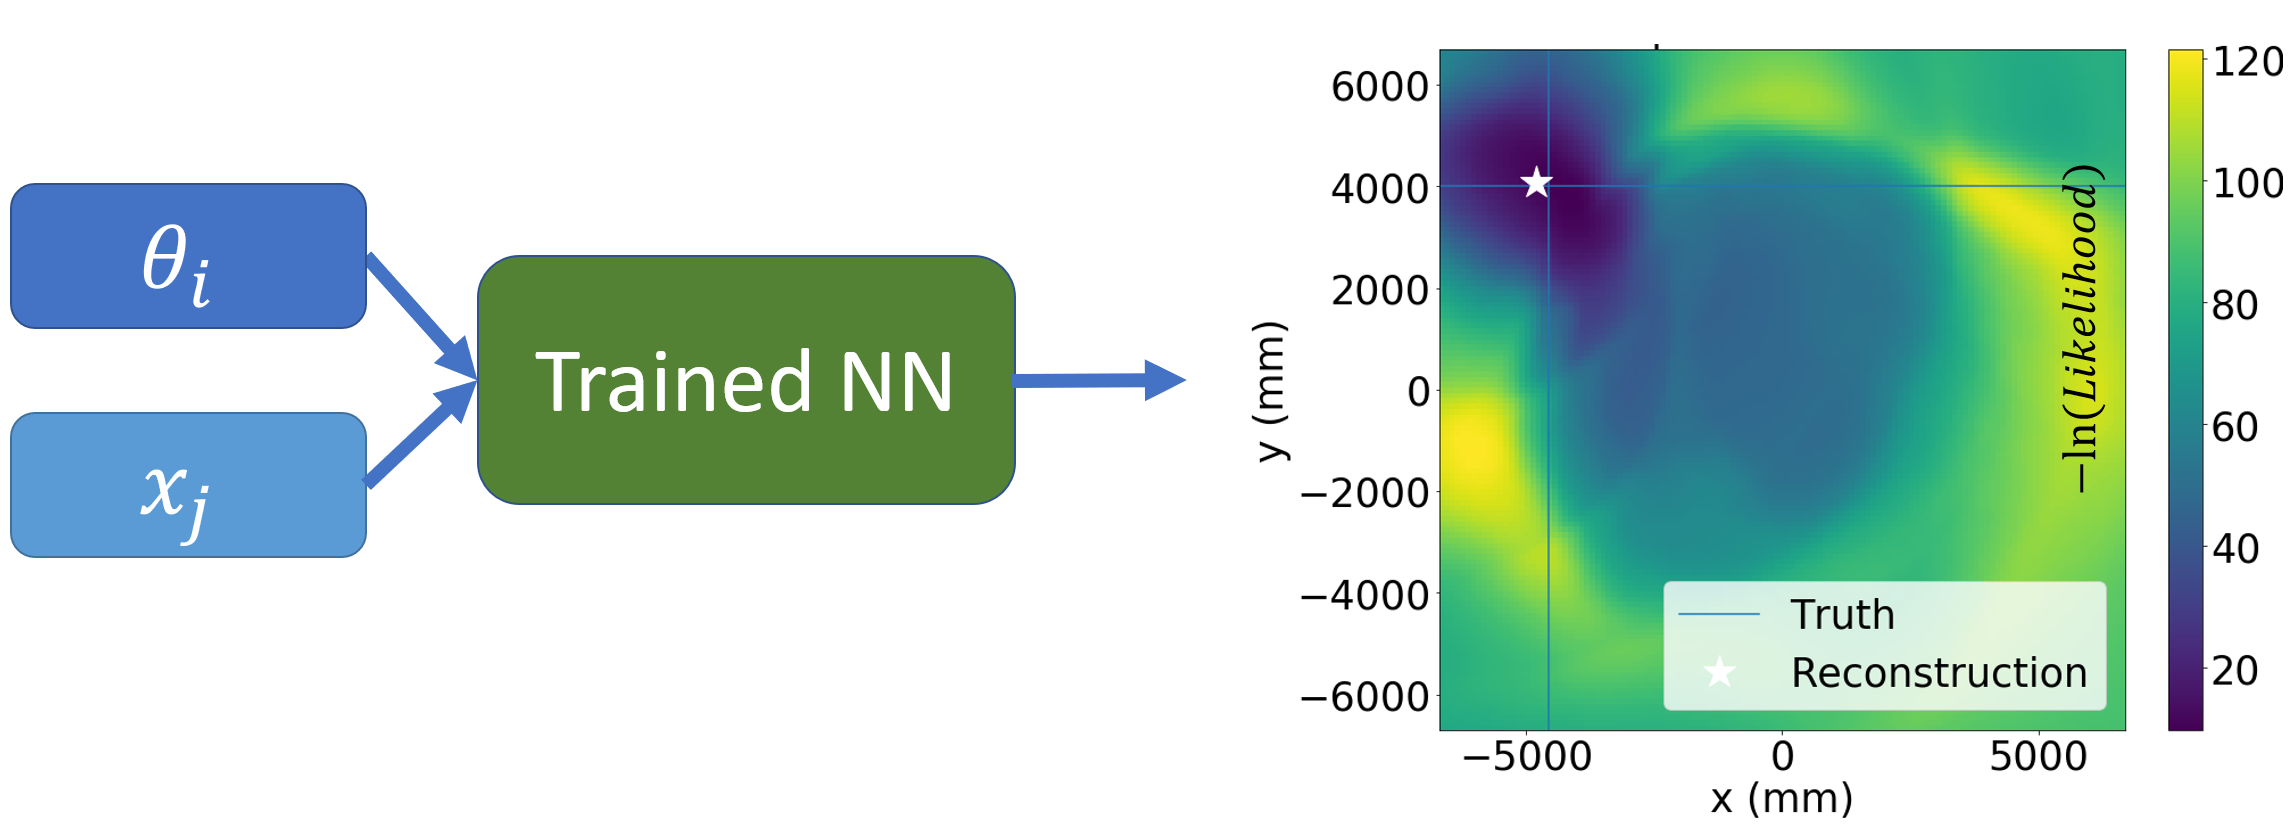 θᵢ
xⱼ
Trained NN
6000
4000
2000
0
−2000
−4000
−6000
y (mm)
−5000
0
5000
x (mm)
Truth
Reconstruction
−ln(Likelihood)
120
100
80
60
40
20